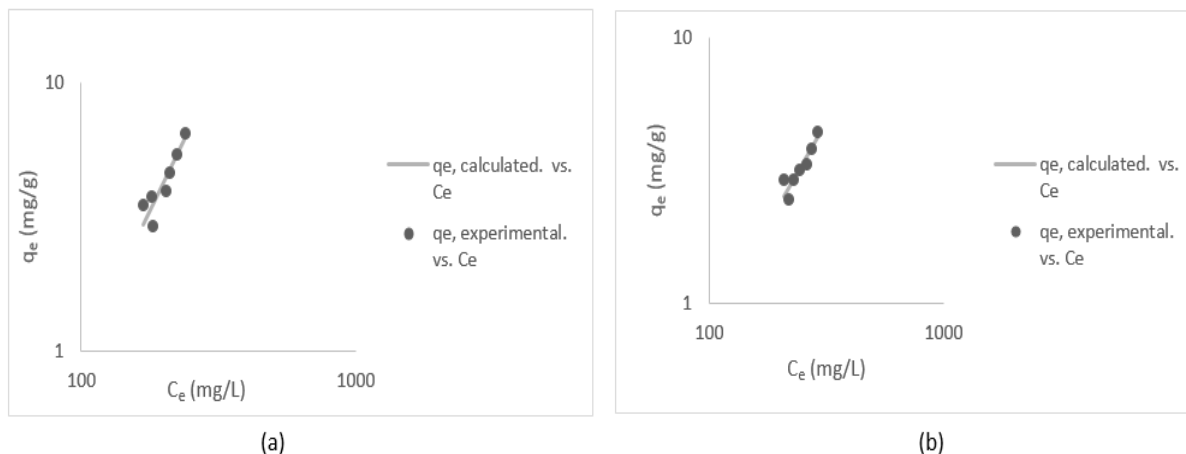 10
qe (mg/g)
1
100
1000
Ce (mg/L)
qe, calculated. vs.
Ce
qe, experimental.
vs. Ce
(a)
10
qe (mg/g)
1
100
1000
Ce (mg/L)
qe, calculated. vs.
Ce
qe, experimental.
vs. Ce
(b)